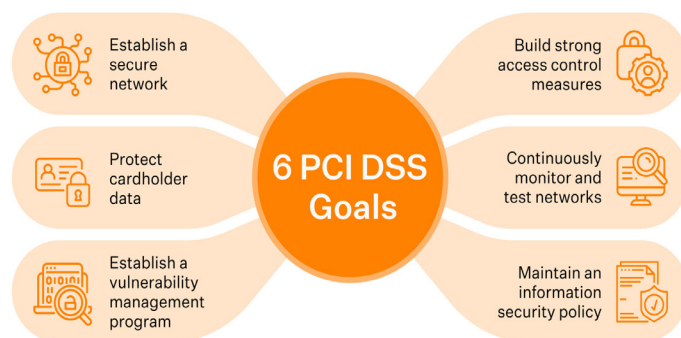 6 PCI DSS
Goals
Establish a
secure
network
Protect
cardholder
data
Establish a
vulnerability
management
program
Build strong
access control
measures
Continuously
monitor and
test networks
Maintain an
information
security policy